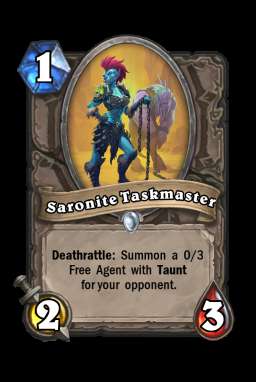 1
Saronite Taskmaster
Deathrattle: Summon a 0/3
Free Agent with Taunt
for your opponent.
2
3